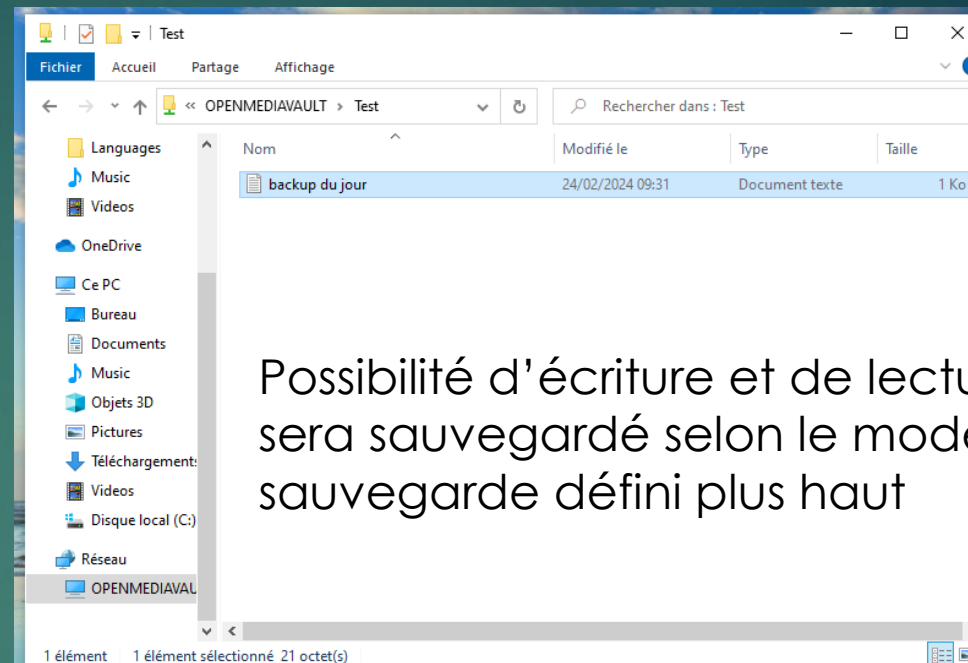 Test
Fichier Accueil Partage Affichage
« OPENMEDIAVAULT > Test
Rechercher dans : Test
Nom Modifié le Type Taille
backup du jour 24/02/2024 09:31 Document texte 1 Ko
Languages
Music
Videos
OneDrive
Ce PC
Bureau
Documents
Music
Objets 3D
Pictures
Téléchargements
Videos
Disque local (C:)
Réseau
OPENMEDIAVAU
Possibilité d’écriture et de lectu
sera sauvegardé selon le mode
sauvegarde défini plus haut
1 élément 1 élément sélectionné 21 octet(s)